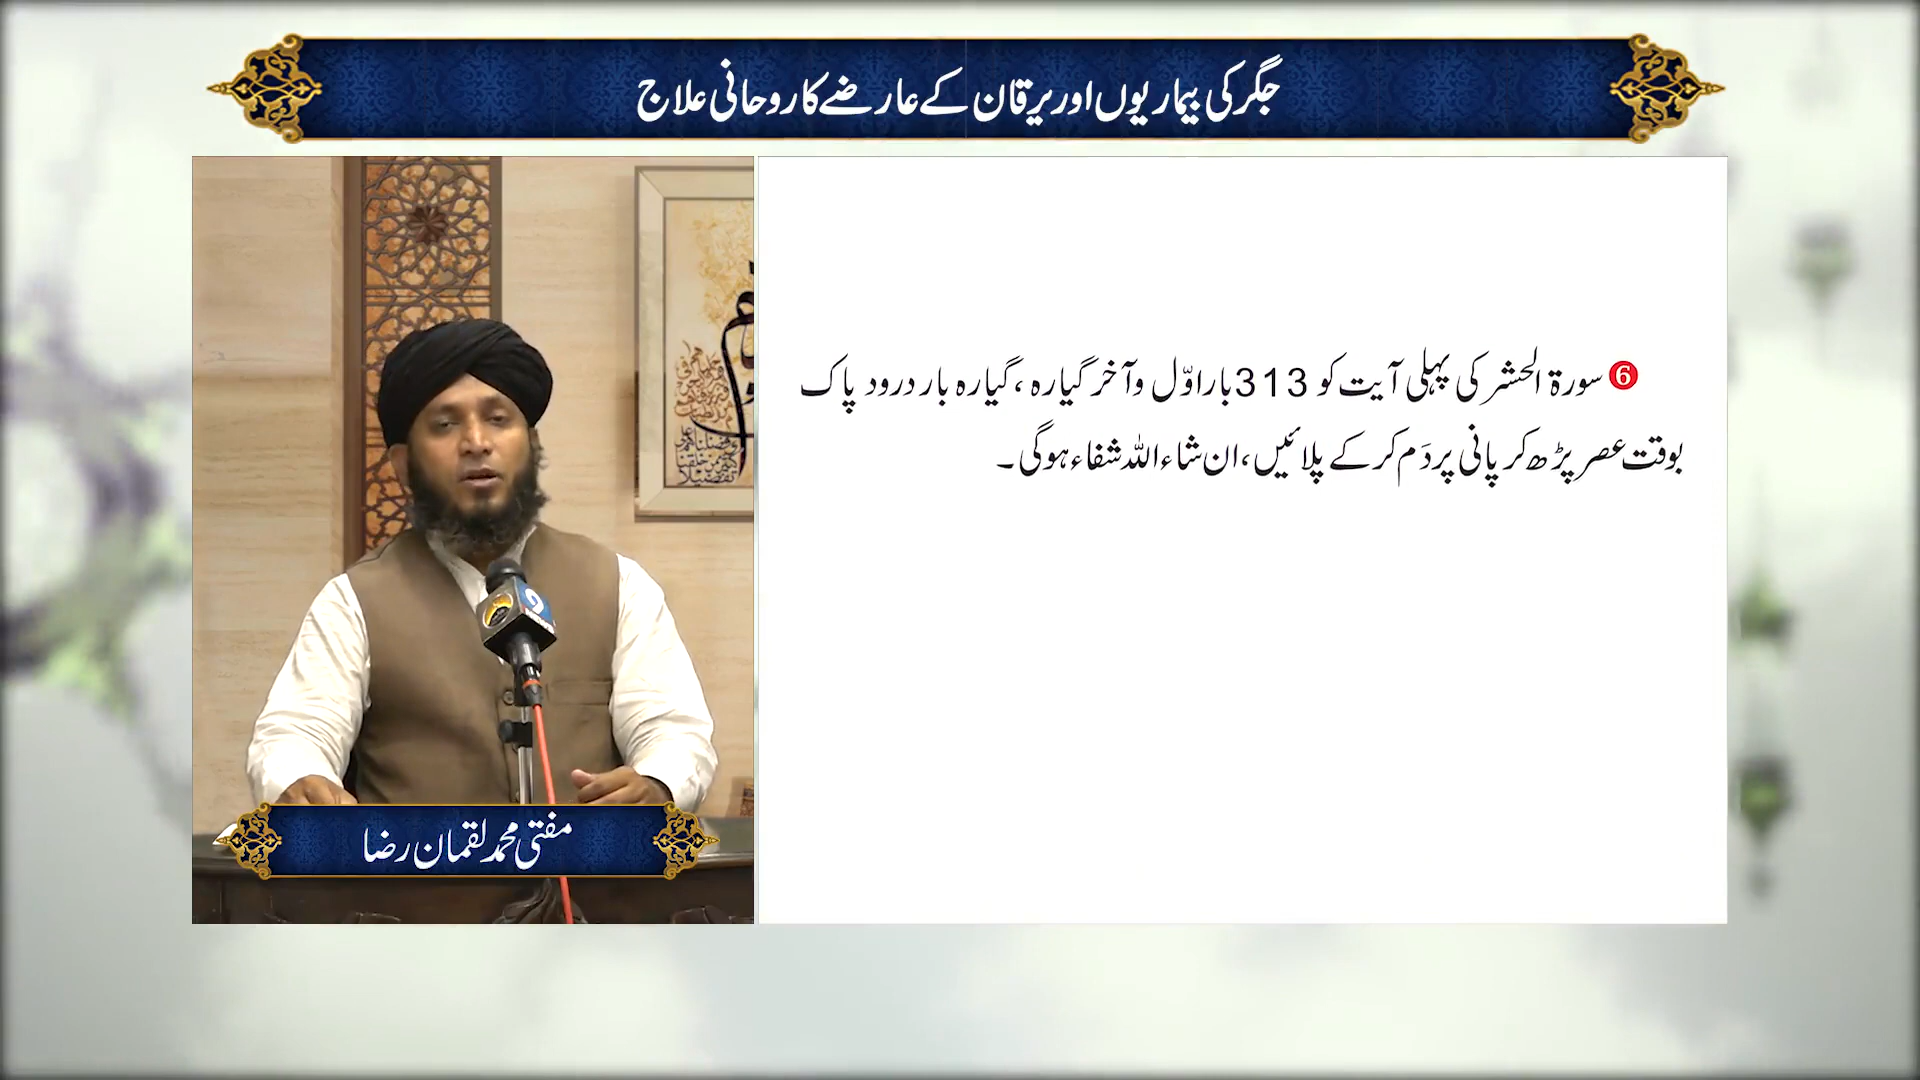 جگر کی بیماریوں اور یرقان کے عارضے کا روحانی علاج
6 سورۃ الحشر کی پہلی آیت کو 313 بار اوّل و آخر گیارہ، گیارہ بار درود پاک
بوقت عصر پڑھ کر پانی پر دَم کر کے پلائیں، ان شاء اللہ شفاء ہوگی۔
مفتی محمد لقمان رضا